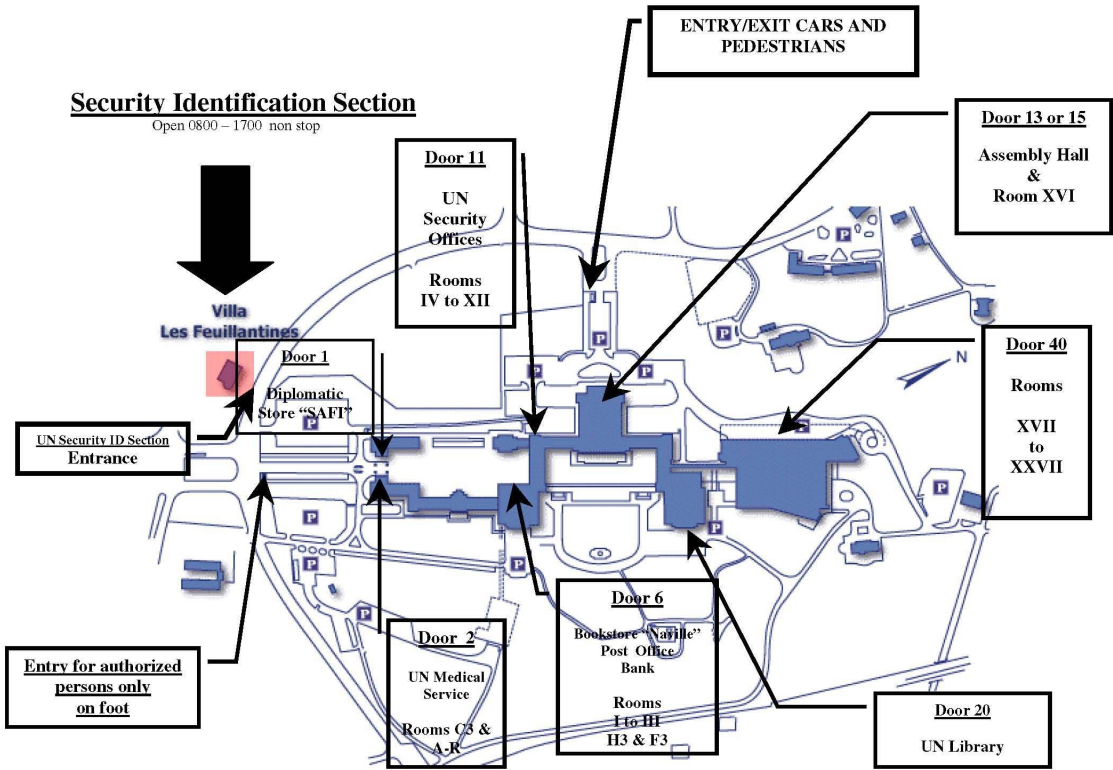 ENTRY/EXIT CARS AND
PEDESTRIANS
Security Identification Section
Open 0800 – 1700 non stop
Door 13 or 15
Assembly Hall
&
Room XVI
Door 11
UN
Security
Offices
Rooms
IV to XII
Villa
Les Feuillantines
Door 1
Diplomatic
Store “SAFI”
N
Door 40
Rooms
XVII
to
XXVII
UN Security ID Section
Entrance
P
P
P
P
P
P
P
P
P
P
P
P
P
P
Door 6
Bookstore “Naville”
Post Office
Bank
Rooms
I to III
H3 & F3
Door 2
UN Medical
Service
Rooms C3 &
A-R
Entry for authorized
persons only
on foot
Door 20
UN Library